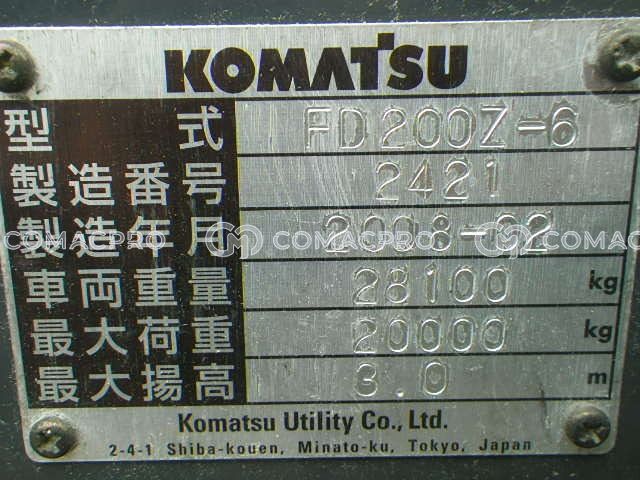 KOMATSU
型式 FD200Z-6
製造番号 2421
製造年月 2008-02
車両重量 28100 kg
最大荷重 20000 kg
最大揚高 3.0 m
Komatsu Utility Co., Ltd.
2-4-1 Shiba-kouen, Minato-ku, Tokyo, Japan
COMACPRO COMACPRO COMACPRO